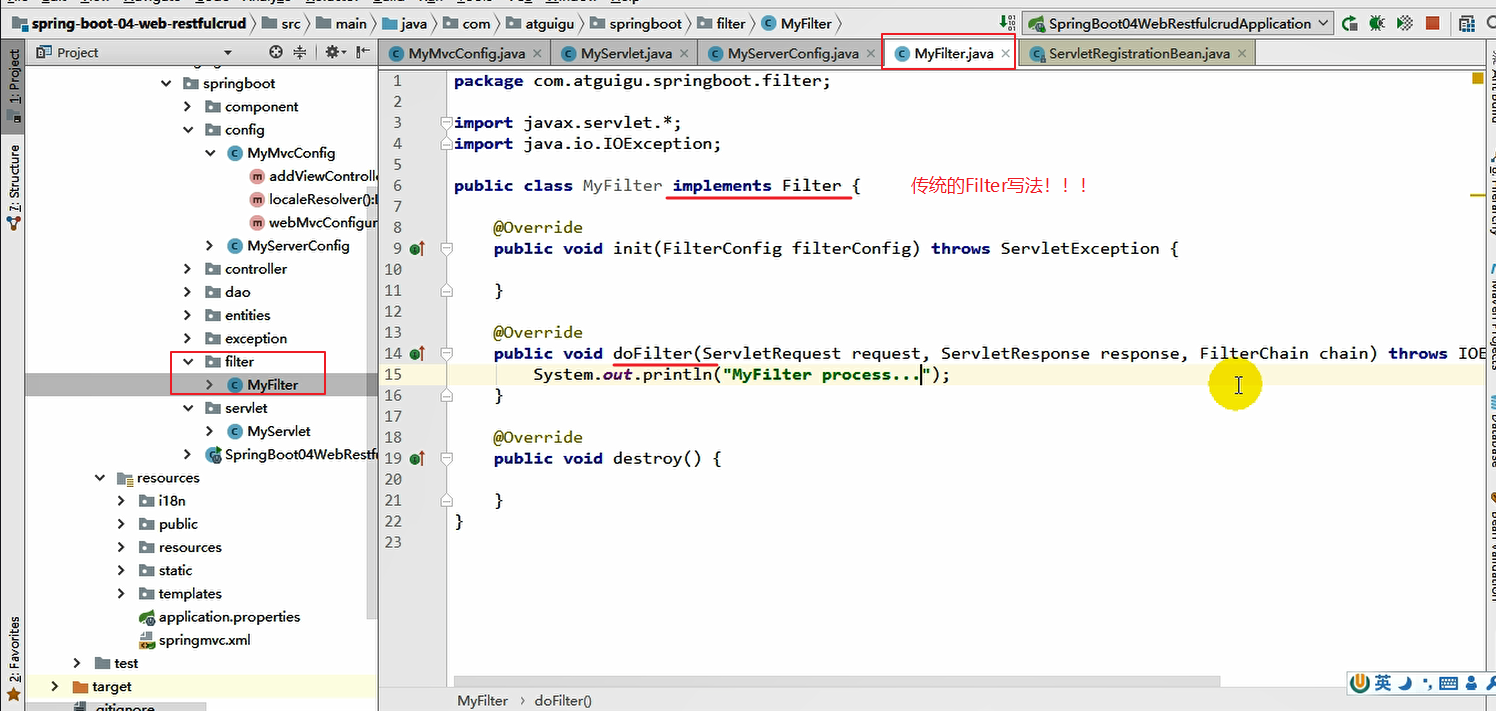 spring-boot-04-web-restfulcrud src main java com atguigu springboot filter MyFilter SpringBoot04WebRestfulcrudApplication
Project MyMvcConfig.java MyServlet.java MyServerConfig.java MyFilter.java ServletRegistrationBean.java
1: Project
7: Structure
2: Favorites
springboot
component
config
MyMvcConfig
addViewControlle
localeResolver():
webMvcConfigur
MyServerConfig
controller
dao
entities
exception
filter
MyFilter
servlet
MyServlet
SpringBoot04WebRestfu
resources
i18n
public
resources
static
templates
application.properties
springmvc.xml
test
target
.gitignore
1 package com.atguigu.springboot.filter;
2
3 import javax.servlet.*;
4 import java.io.IOException;
5
6 public class MyFilter implements Filter { 传统的Filter写法！！！
7
8 @Override
9 public void init(FilterConfig filterConfig) throws ServletException {
10
11 }
12
13 @Override
14 public void doFilter(ServletRequest request, ServletResponse response, FilterChain chain) throws IOE
15 System.out.println("MyFilter process...");
16 }
17
18 @Override
19 public void destroy() {
20
21 }
22 }
23
MyFilter › doFilter()
英